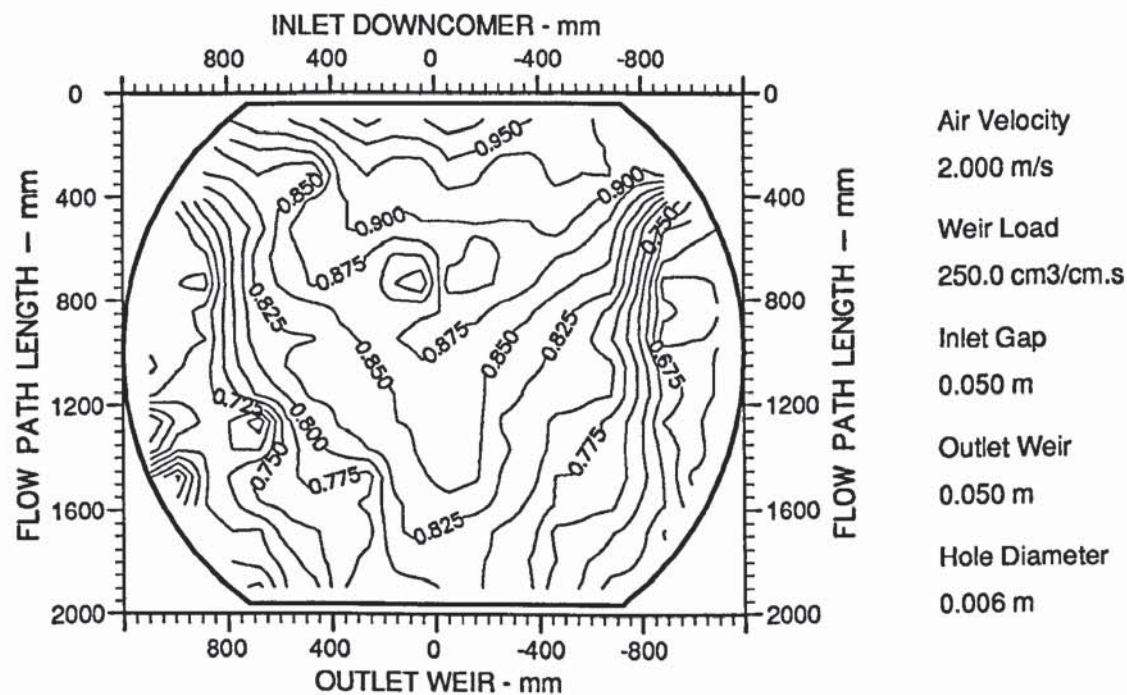 INLET DOWNCOMER - mm
800 400 0 -400 -800
0 0
400 400
800 800
1200 1200
1600 1600
2000 2000
FLOW PATH LENGTH — mm
FLOW PATH LENGTH — mm
0.950
0.850
0.900
0.900
0.750
0.875
0.825
0.875
0.850
0.850
0.825
0.675
0.725
0.800
0.750
0.775
0.775
0.825
800 400 0 -400 -800
OUTLET WEIR - mm
Air Velocity
2.000 m/s
Weir Load
250.0 cm3/cm.s
Inlet Gap
0.050 m
Outlet Weir
0.050 m
Hole Diameter
0.006 m